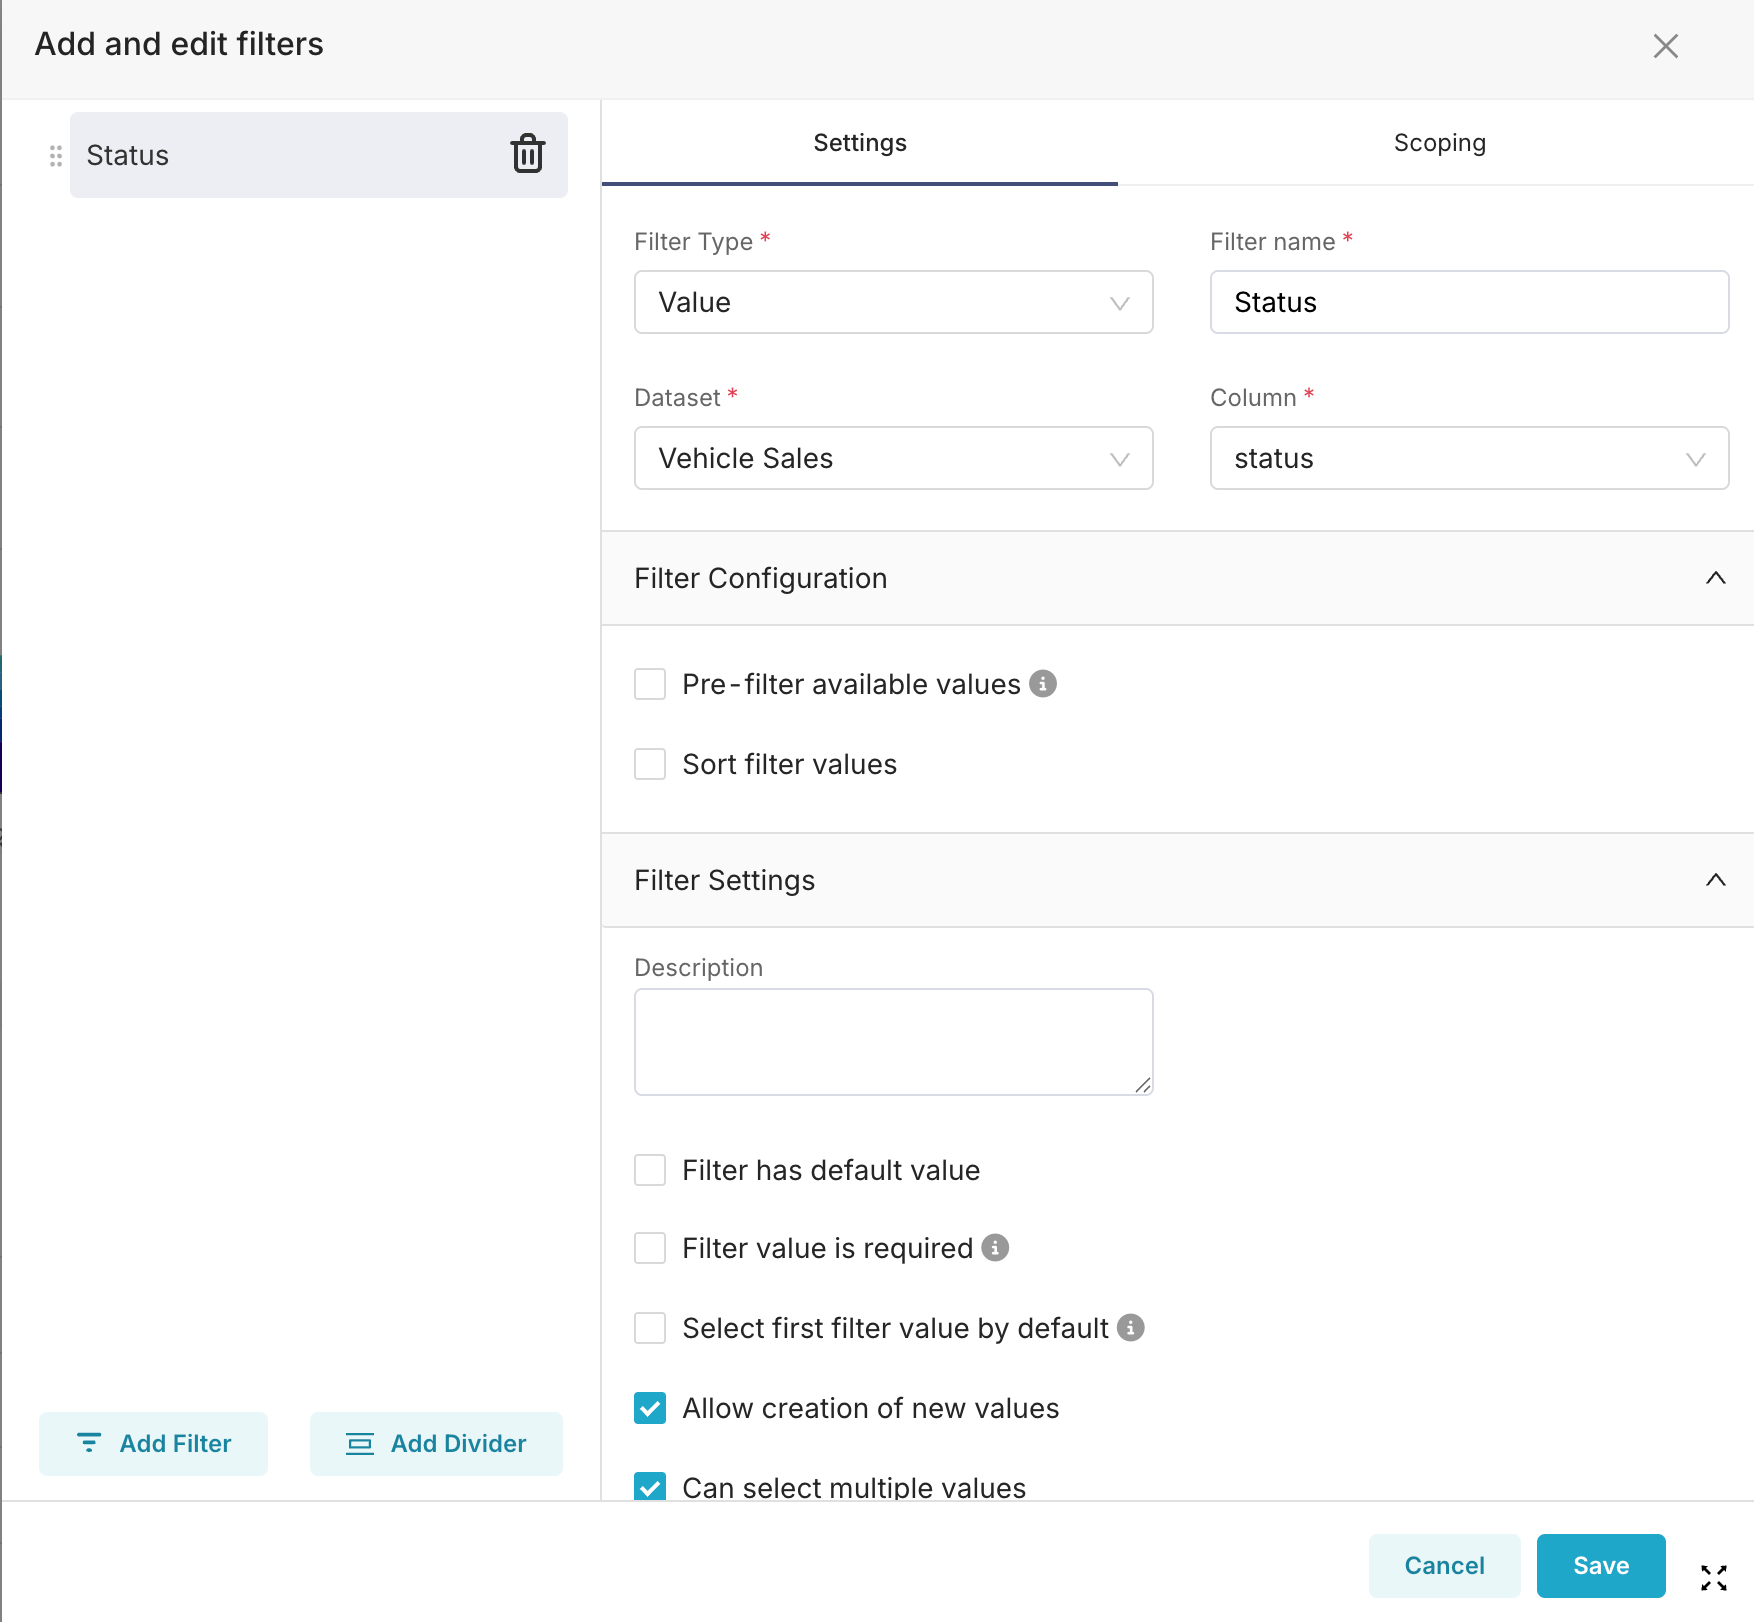 Add and edit filters
Status
Settings
Scoping
Filter Type *
Filter name *
Value
Status
Dataset *
Column *
Vehicle Sales
status
Filter Configuration
Pre-filter available values
Sort filter values
Filter Settings
Description
Filter has default value
Filter value is required
Select first filter value by default
Allow creation of new values
Can select multiple values
Add Filter
Add Divider
Cancel
Save